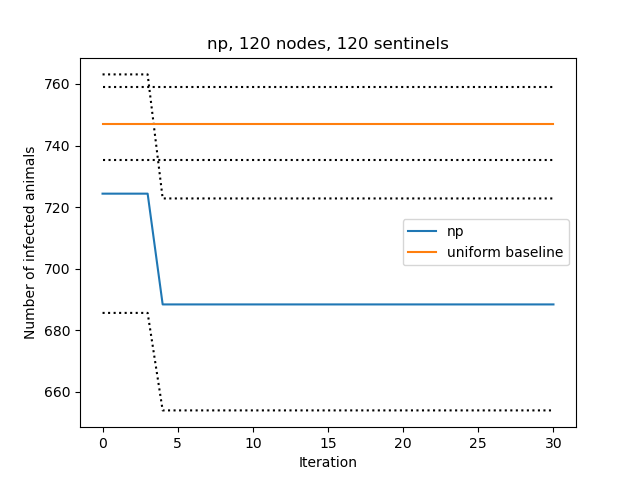 np, 120 nodes, 120 sentinels
760
740
720
700
680
660
Number of infected animals
np
uniform baseline
0 5 10 15 20 25 30
Iteration